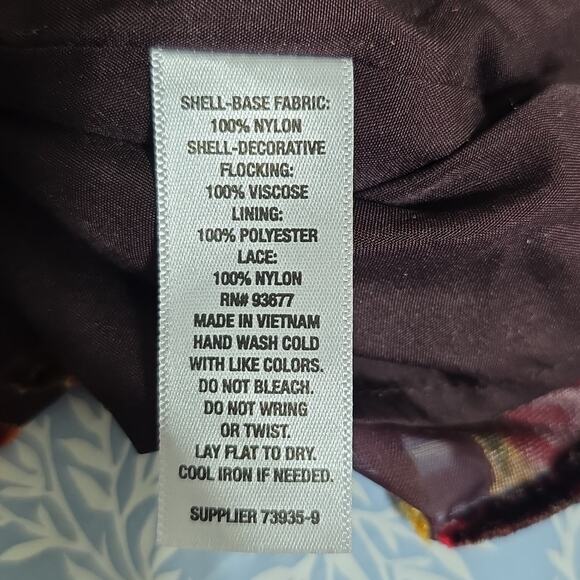 SHELL-BASE FABRIC:
100% NYLON
SHELL-DECORATIVE
FLOCKING:
100% VISCOSE
LINING:
100% POLYESTER
LACE:
100% NYLON
RN# 93677
MADE IN VIETNAM
HAND WASH COLD
WITH LIKE COLORS.
DO NOT BLEACH.
DO NOT WRING
OR TWIST.
LAY FLAT TO DRY.
COOL IRON IF NEEDED.
SUPPLIER 73935-9